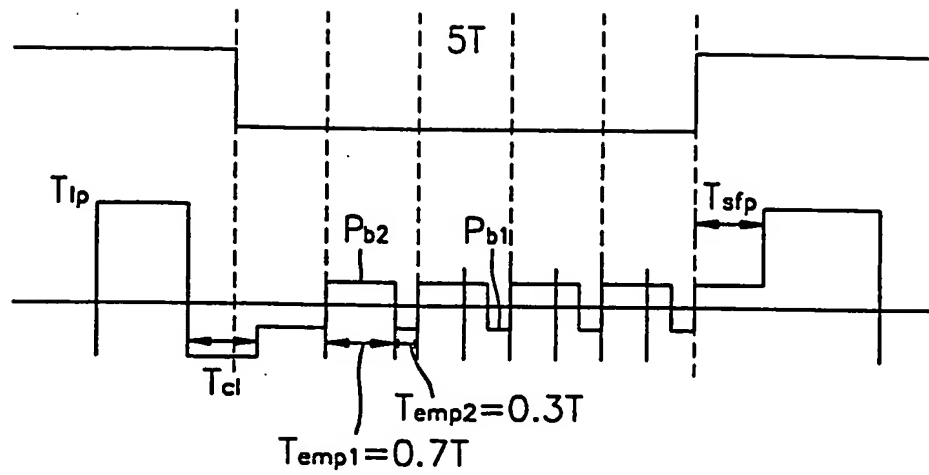 5T
Tlp
Tsfp
Pb2
Pb1
Tcl
Temp2=0.3T
Temp1=0.7T